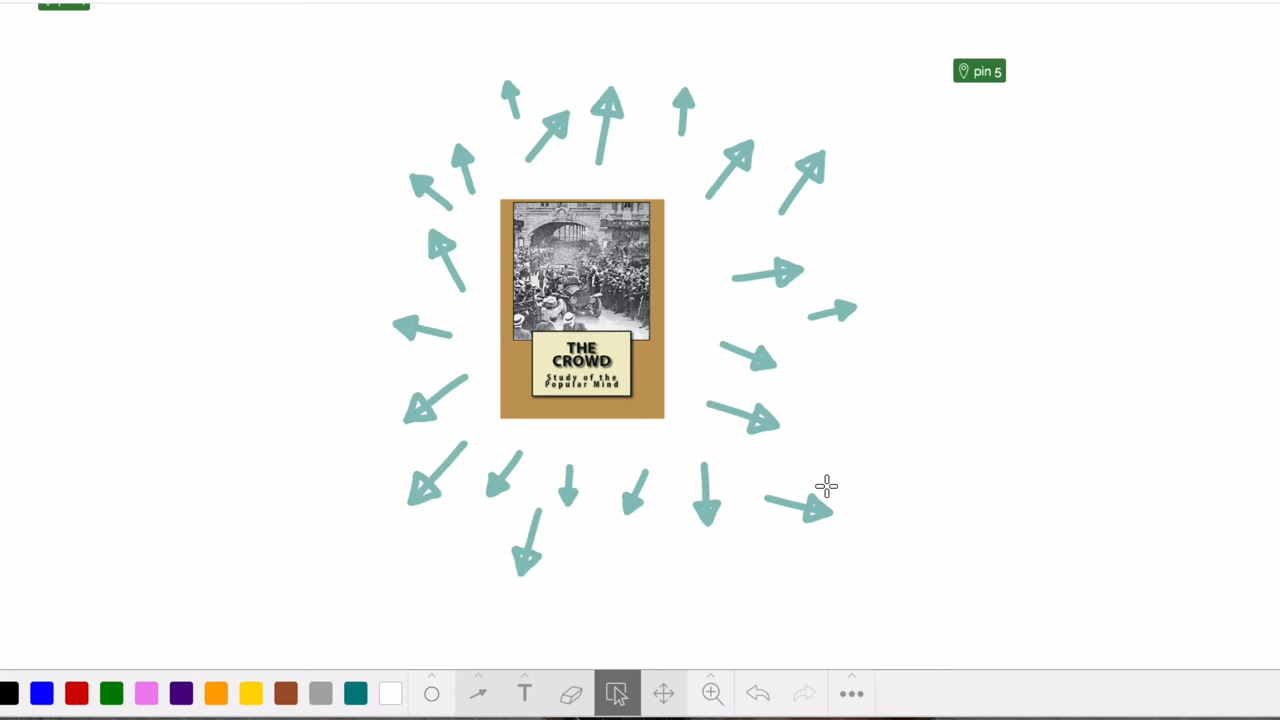 pin 5
THE
CROWD
Study of the
Popular Mind
T